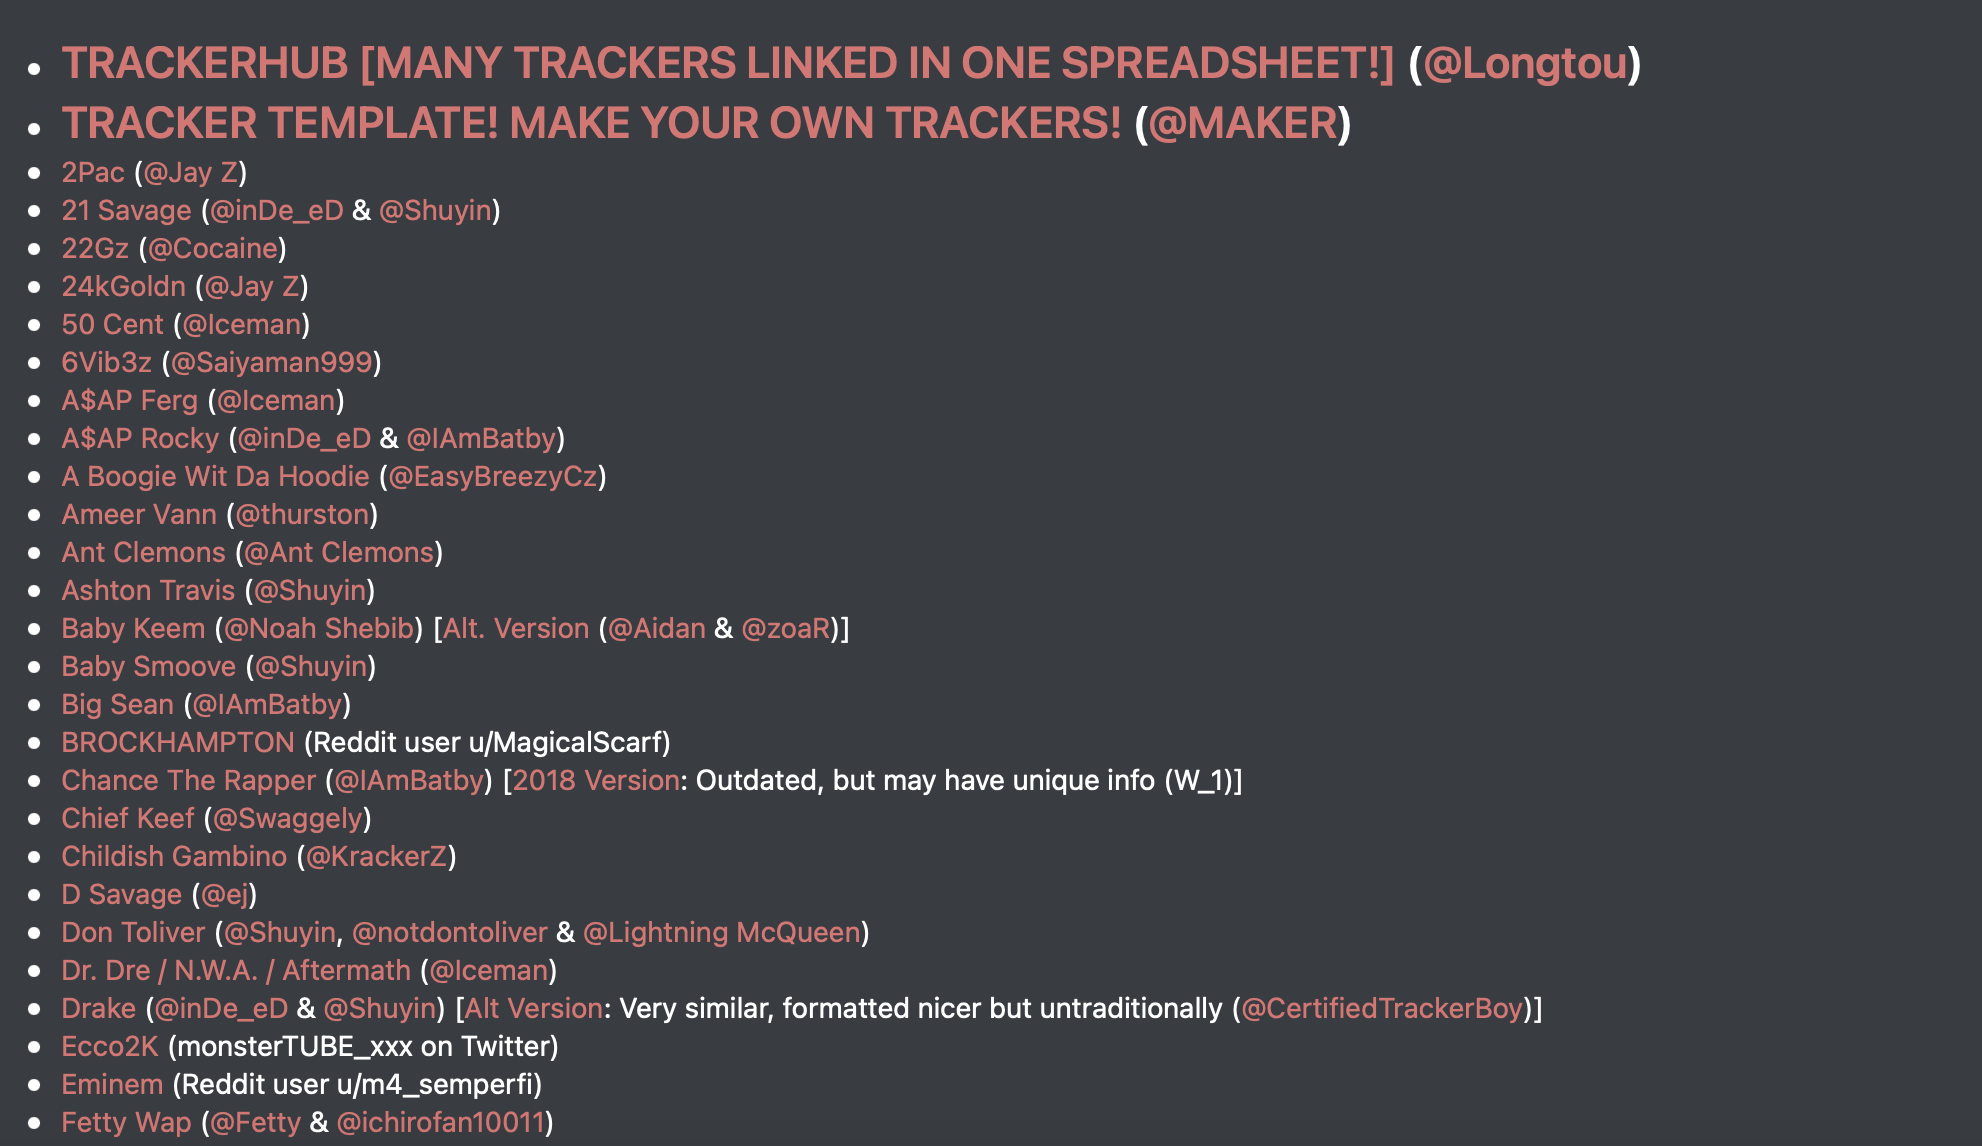 • TRACKERHUB [MANY TRACKERS LINKED IN ONE SPREADSHEET!] (@Longtou)
• TRACKER TEMPLATE! MAKE YOUR OWN TRACKERS! (@MAKER)
• 2Pac (@Jay Z)
• 21 Savage (@inDe_eD & @Shuyin)
• 22Gz (@Cocaine)
• 24kGoldn (@Jay Z)
• 50 Cent (@Iceman)
• 6Vib3z (@Saiyaman999)
• A$AP Ferg (@Iceman)
• A$AP Rocky (@inDe_eD & @IAmBatby)
• A Boogie Wit Da Hoodie (@EasyBreezyCz)
• Ameer Vann (@thurston)
• Ant Clemons (@Ant Clemons)
• Ashton Travis (@Shuyin)
• Baby Keem (@Noah Shebib) [Alt. Version (@Aidan & @zoaR)]
• Baby Smoove (@Shuyin)
• Big Sean (@IAmBatby)
• BROCKHAMPTON (Reddit user u/MagicalScarf)
• Chance The Rapper (@IAmBatby) [2018 Version: Outdated, but may have unique info (W_1)]
• Chief Keef (@Swaggely)
• Childish Gambino (@KrackerZ)
• D Savage (@ej)
• Don Toliver (@Shuyin, @notdontoliver & @Lightning McQueen)
• Dr. Dre / N.W.A. / Aftermath (@Iceman)
• Drake (@inDe_eD & @Shuyin) [Alt Version: Very similar, formatted nicer but untraditionally (@CertifiedTrackerBoy)]
• Ecco2K (monsterTUBE_xxx on Twitter)
• Eminem (Reddit user u/m4_semperfi)
• Fetty Wap (@Fetty & @ichirofan10011)